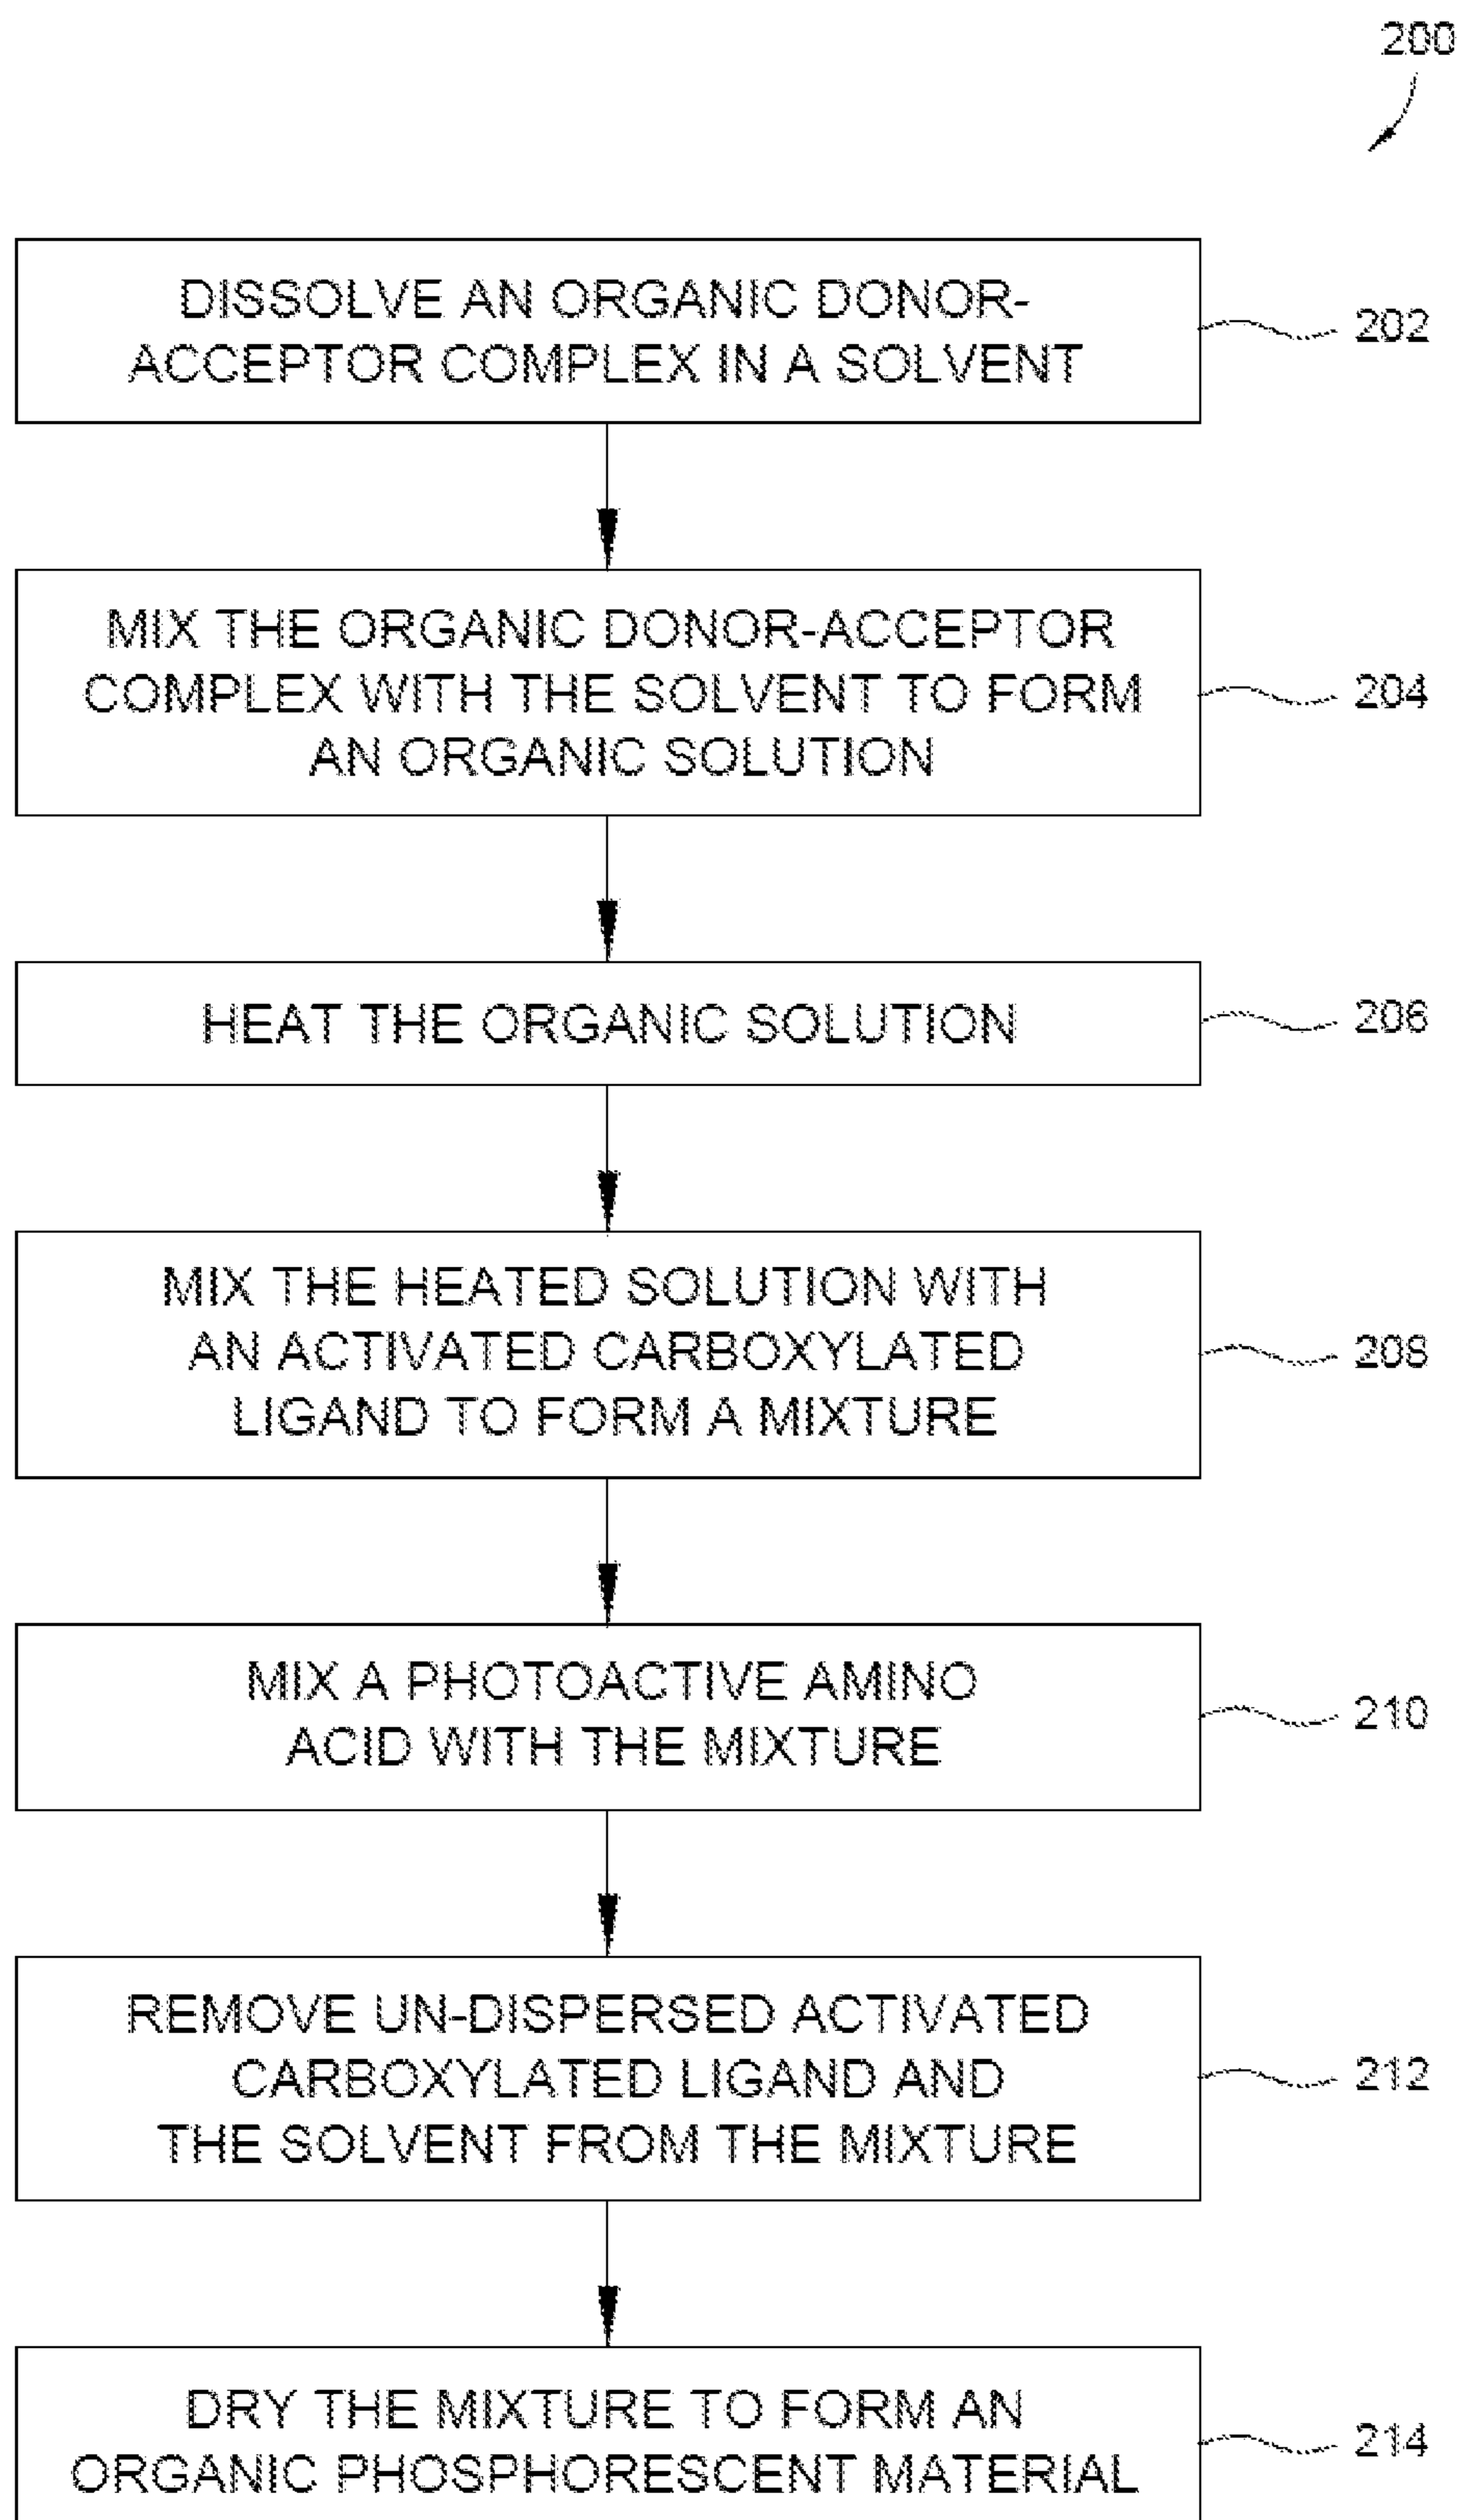 200
DISSOLVE AN ORGANIC DONOR-
ACCEPTOR COMPLEX IN A SOLVENT
202
MIX THE ORGANIC DONOR-ACCEPTOR
COMPLEX WITH THE SOLVENT TO FORM
AN ORGANIC SOLUTION
204
HEAT THE ORGANIC SOLUTION
206
MIX THE HEATED SOLUTION WITH
AN ACTIVATED CARBOXYLATED
LIGAND TO FORM A MIXTURE
208
MIX A PHOTOACTIVE AMINO
ACID WITH THE MIXTURE
210
REMOVE UN-DISPERSED ACTIVATED
CARBOXYLATED LIGAND AND
THE SOLVENT FROM THE MIXTURE
212
DRY THE MIXTURE TO FORM AN
ORGANIC PHOSPHORESCENT MATERIAL
214